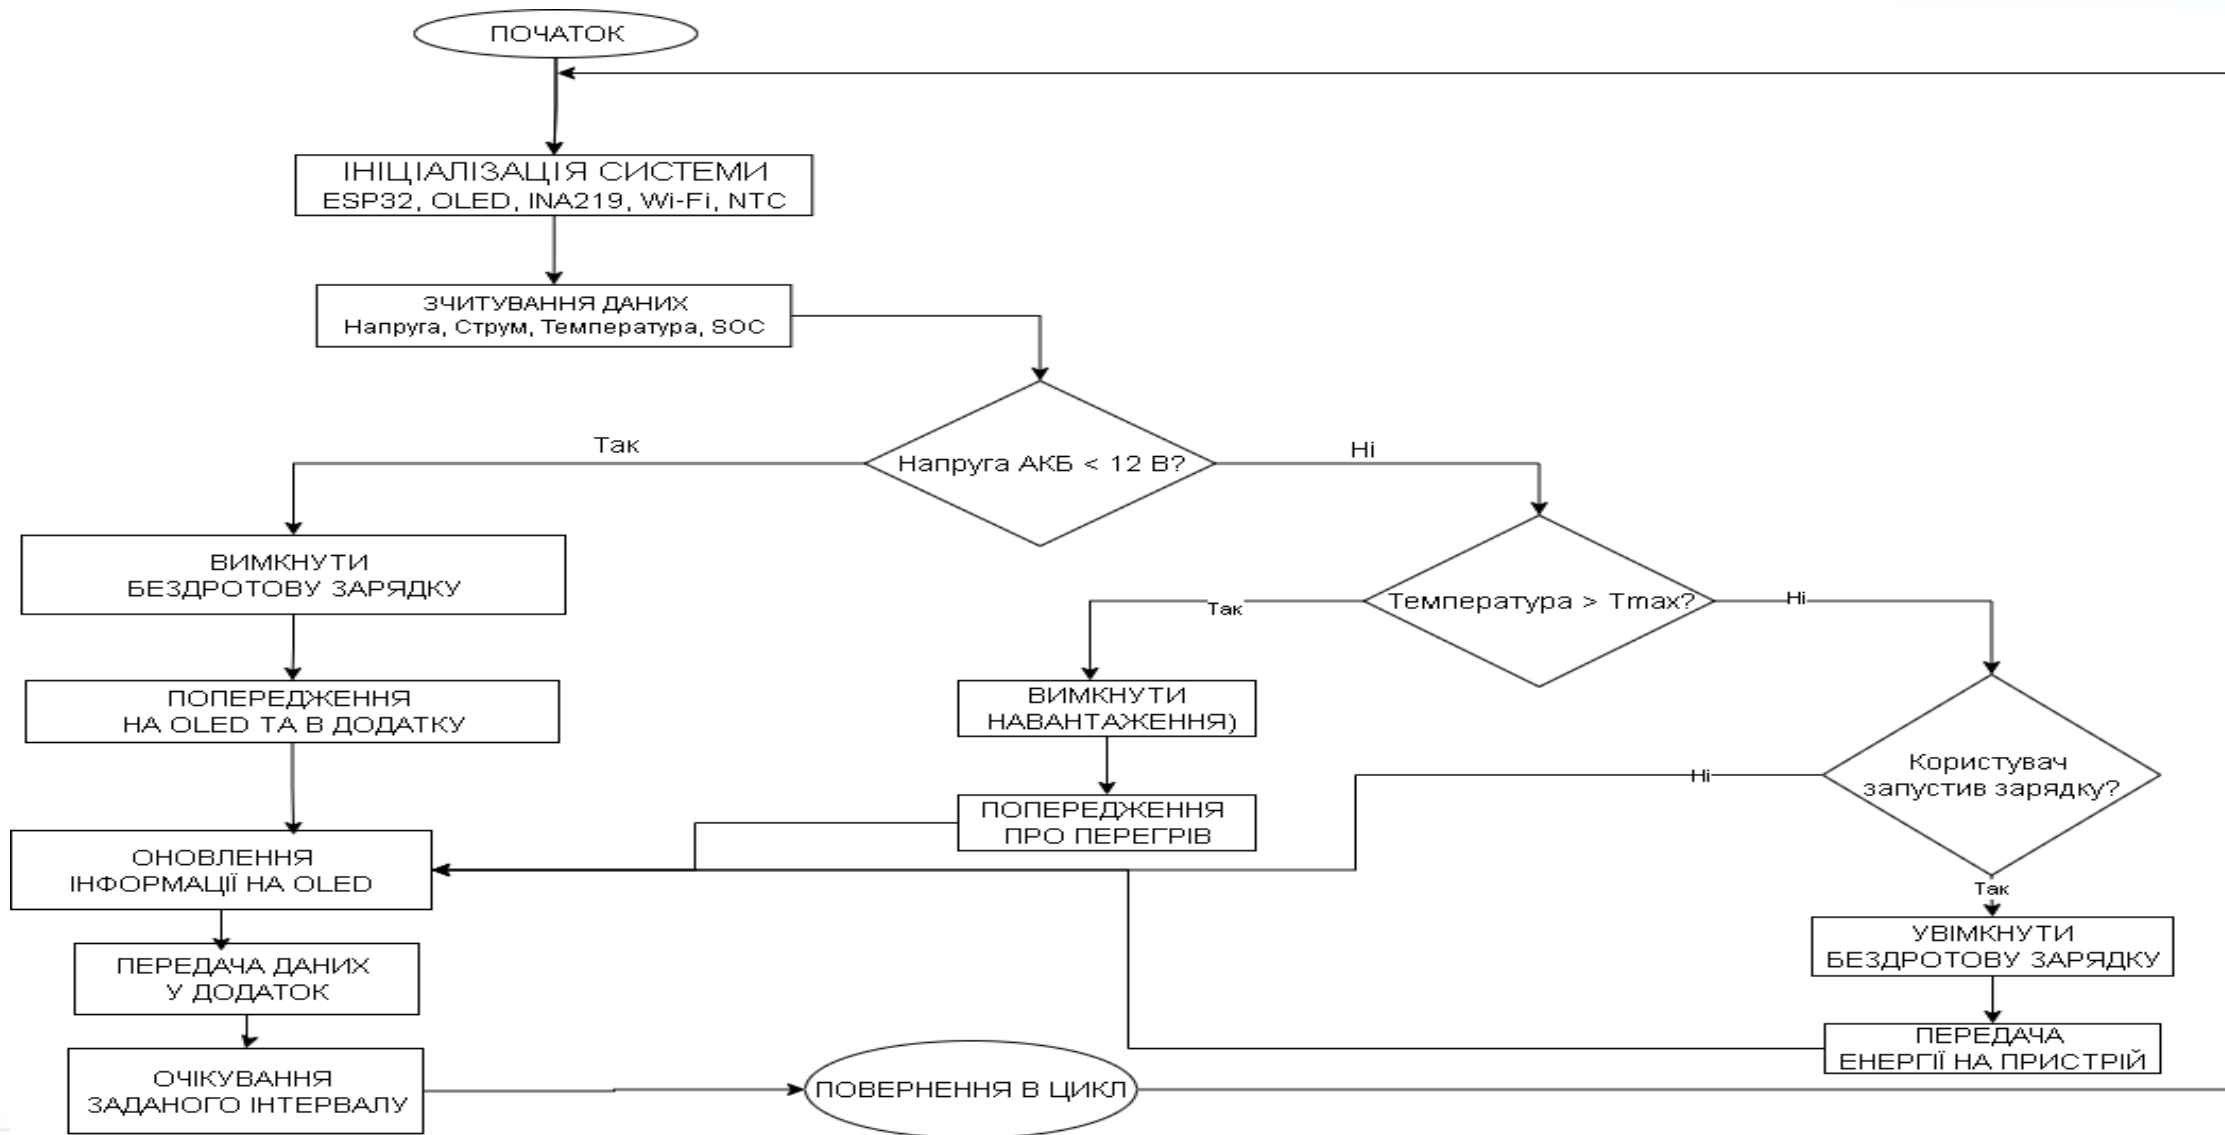 ПОЧАТОК
ІНІЦІАЛІЗАЦІЯ СИСТЕМИ
ESP32, OLED, INA219, Wi-Fi, NTC
ЗЧИТУВАННЯ ДАНИХ
Напруга, Струм, Температура, SOC
Напруга АКБ < 12 В?
Так
Ні
ВИМКНУТИ
БЕЗДРОТОВУ ЗАРЯДКУ
ПОПЕРЕДЖЕННЯ
НА OLED ТА В ДОДАТКУ
Температура > Tmax?
Так
Ні
ВИМКНУТИ
НАВАНТАЖЕННЯ)
ПОПЕРЕДЖЕННЯ
ПРО ПЕРЕГРІВ
Користувач
запустив зарядку?
Ні
Так
УВІМКНУТИ
БЕЗДРОТОВУ ЗАРЯДКУ
ПЕРЕДАЧА
ЕНЕРГІЇ НА ПРИСТРІЙ
ОНОВЛЕННЯ
ІНФОРМАЦІЇ НА OLED
ПЕРЕДАЧА ДАНИХ
У ДОДАТОК
ОЧІКУВАННЯ
ЗАДАНОГО ІНТЕРВАЛУ
ПОВЕРНЕННЯ В ЦИКЛ